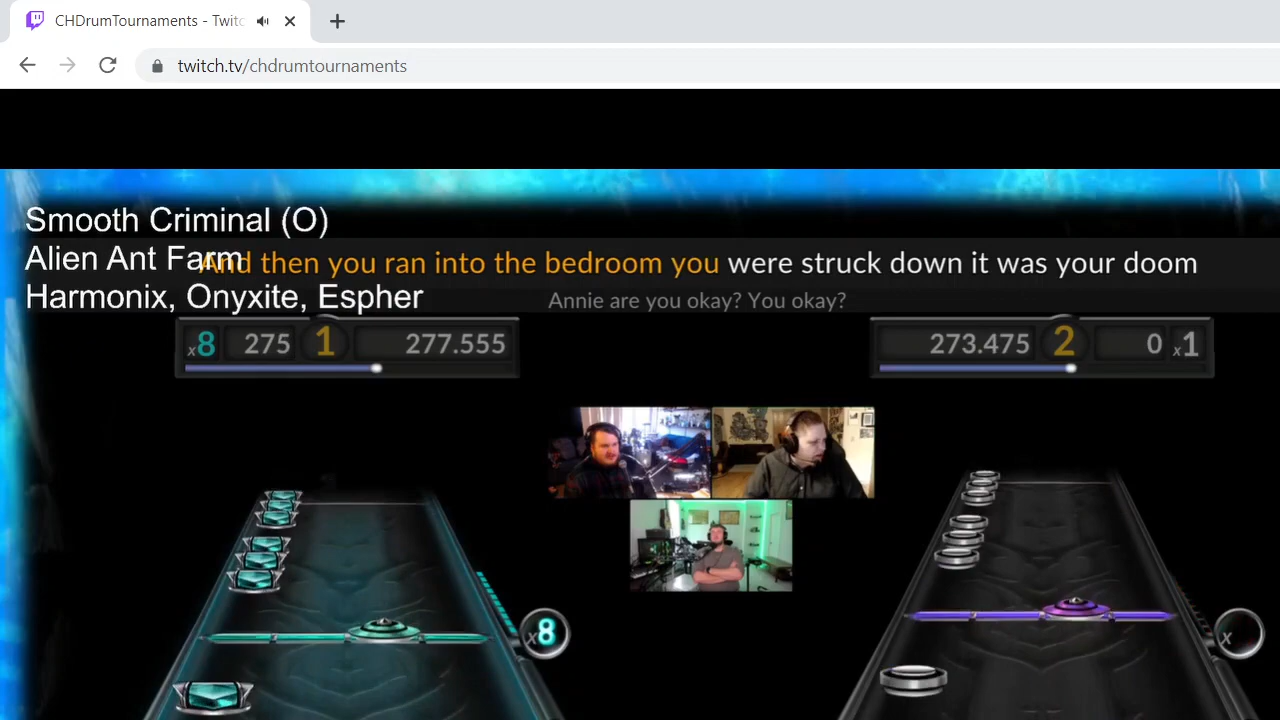 CHDrumTournaments - Twitc
twitch.tv/chdrumtournaments
Smooth Criminal (O)
Alien Ant Farm
Harmonix, Onyxite, Espher
And then you ran into the bedroom you were struck down it was your doom
Annie are you okay? You okay?
x8 275 1 277.555
273.475 2 0 x1
x8
x